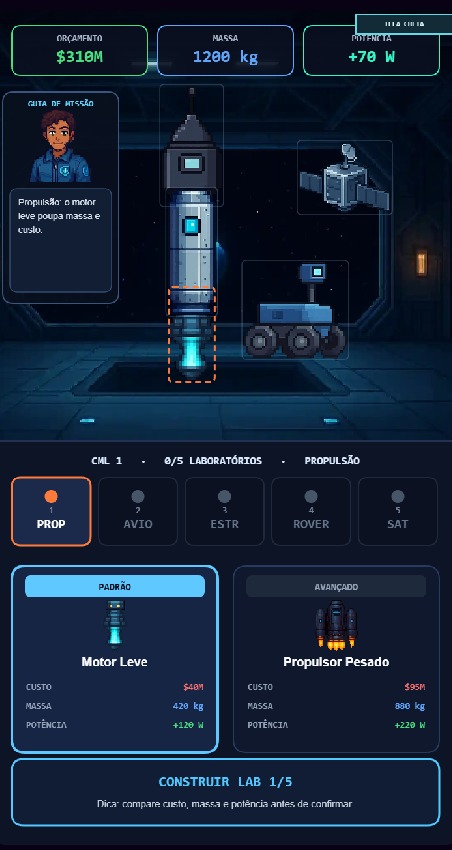 TELA CHEIA
ORÇAMENTO
$310M
MASSA
1200 kg
POTÊNCIA
+70 W
GUIA DE MISSÃO
Propulsão: o motor
leve poupa massa e
custo.
CML 1 · 0/5 LABORATÓRIOS · PROPULSÃO
1
PROP
2
AVIO
3
ESTR
4
ROVER
5
SAT
PADRÃO
Motor Leve
CUSTO $40M
MASSA 420 kg
POTÊNCIA +120 W
AVANÇADO
Propulsor Pesado
CUSTO $95M
MASSA 880 kg
POTÊNCIA +220 W
CONSTRUIR LAB 1/5
Dica: compare custo, massa e potência antes de confirmar.